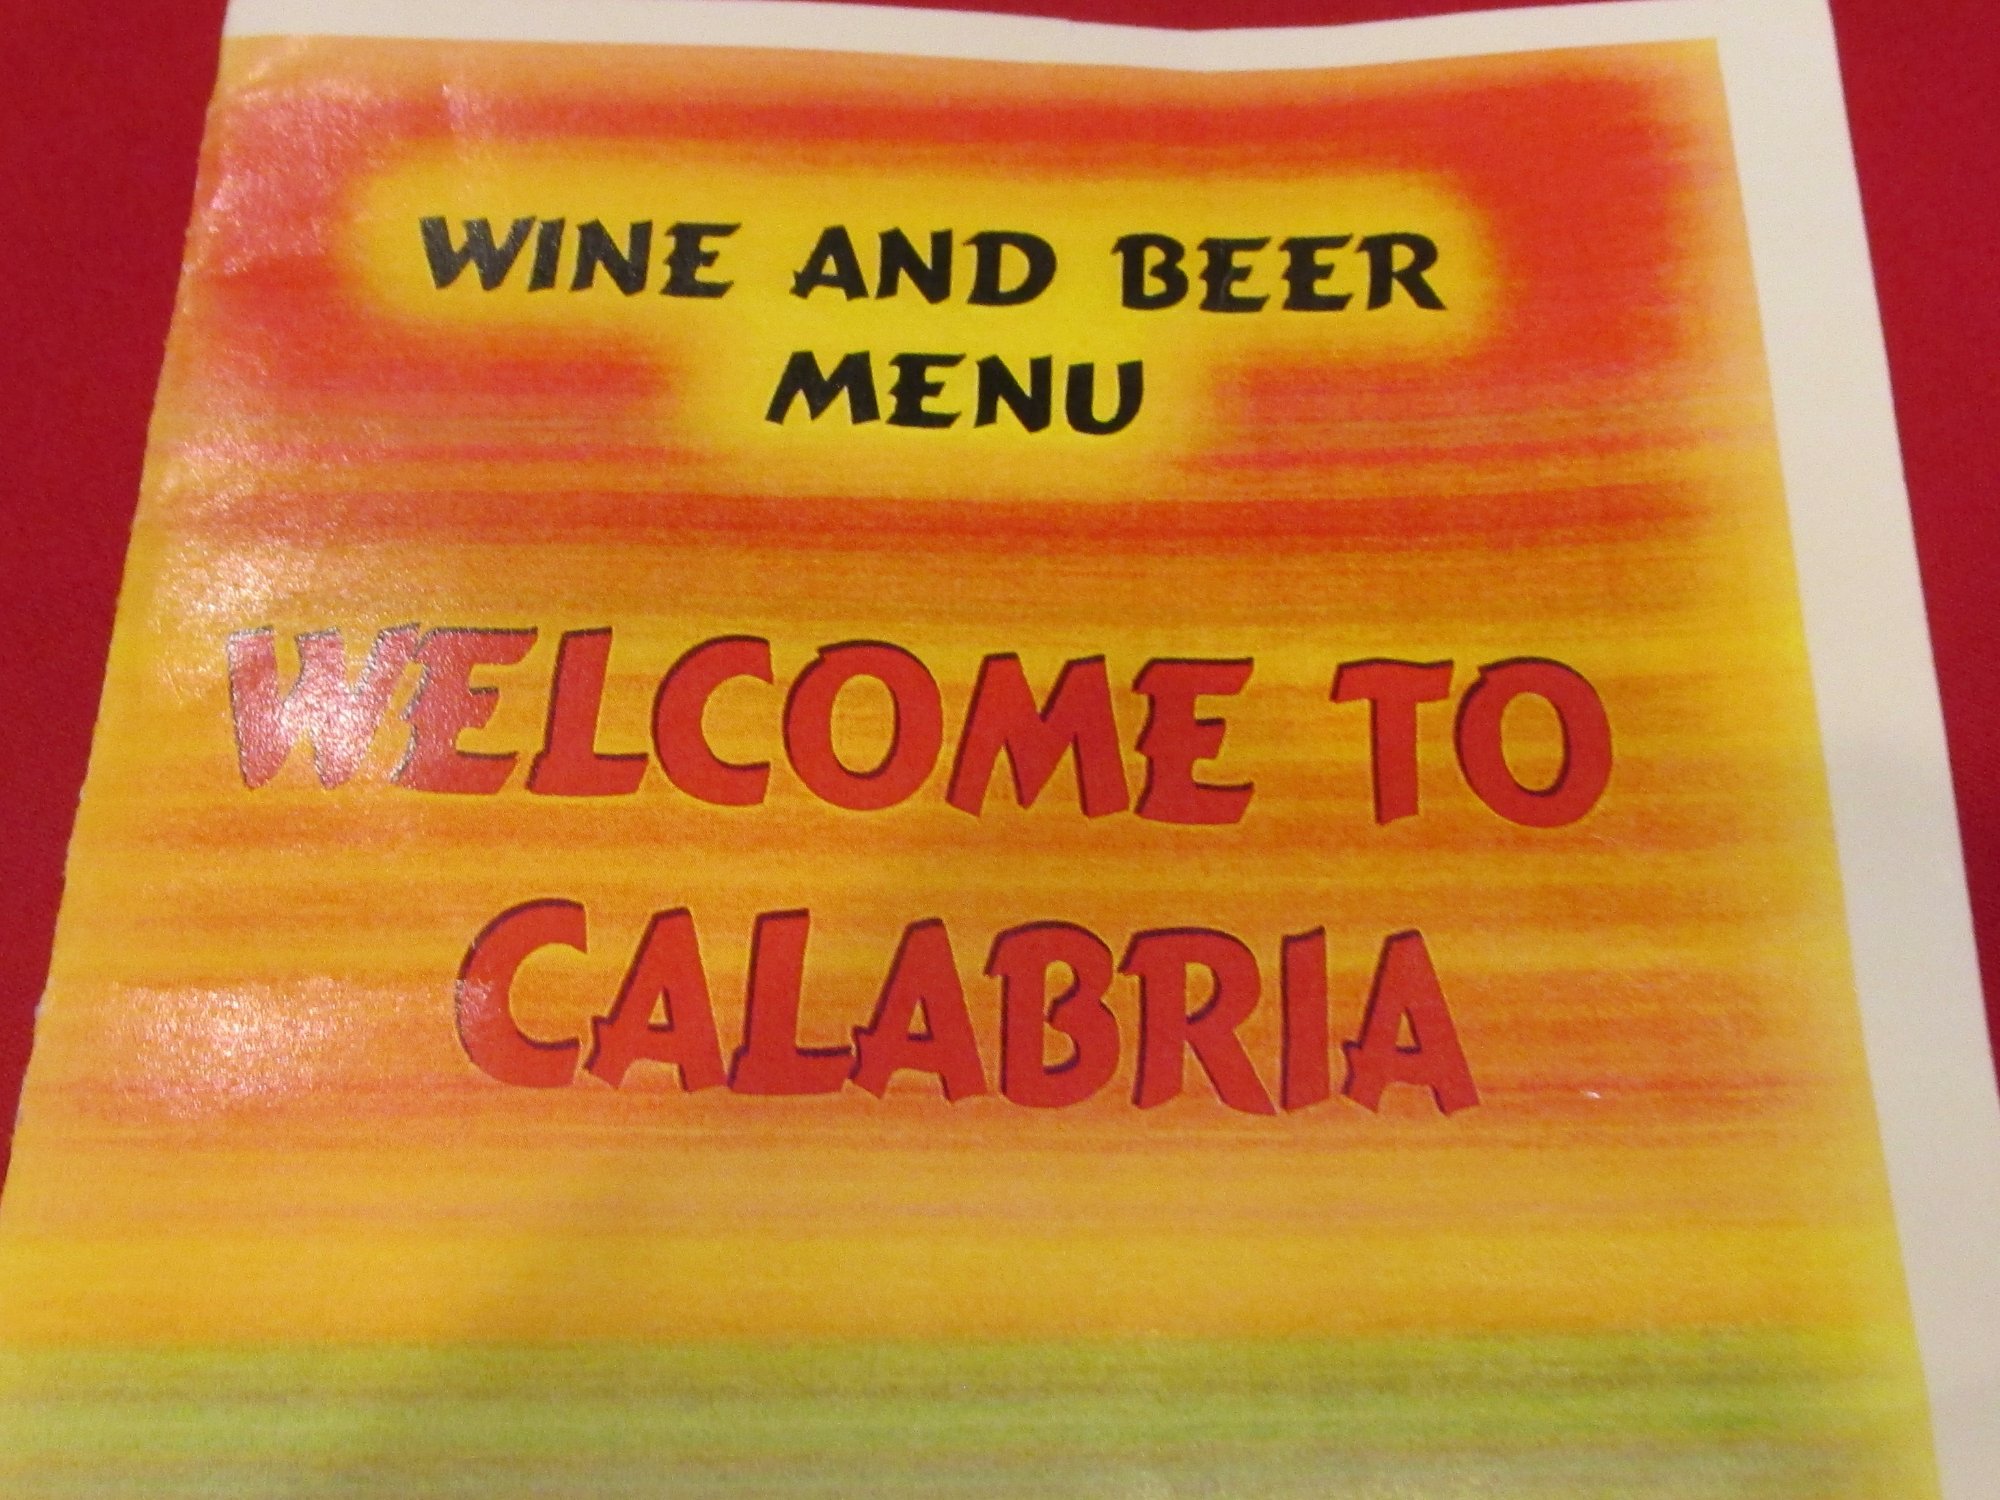 WINE AND BEER
MENU
WELCOME TO
CALABRIA